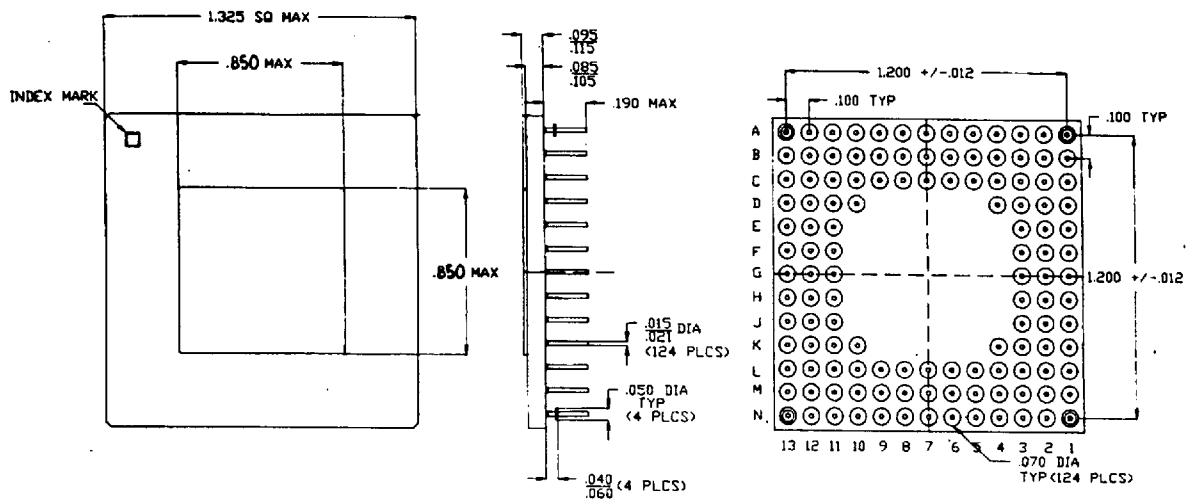 1.325 SQ MAX
.850 MAX
INDEX MARK
.850 MAX
.095
.115
.085
.105
.190 MAX
.015
.021 DIA
(124 PLCS)
.050 DIA
TYP
(4 PLCS)
.040
.060 (4 PLCS)
1.200 +/-.012
.100 TYP
.100 TYP
A
B
C
D
E
F
G
H
J
K
L
M
N
1.200 +/-.012
13 12 11 10 9 8 7 6 5 4 3 2 1
.070 DIA
TYP(124 PLCS)